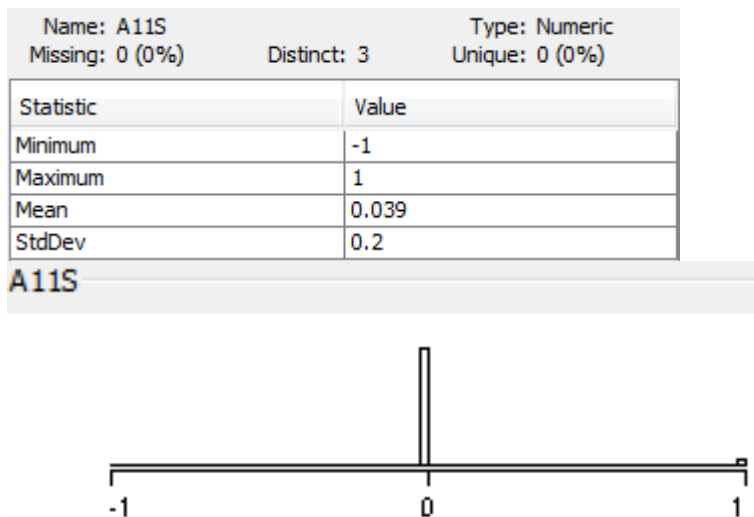 Name: A11S Type: Numeric
Missing: 0 (0%) Distinct: 3 Unique: 0 (0%)
Statistic Value
Minimum -1
Maximum 1
Mean 0.039
StdDev 0.2
A11S
-1 0 1